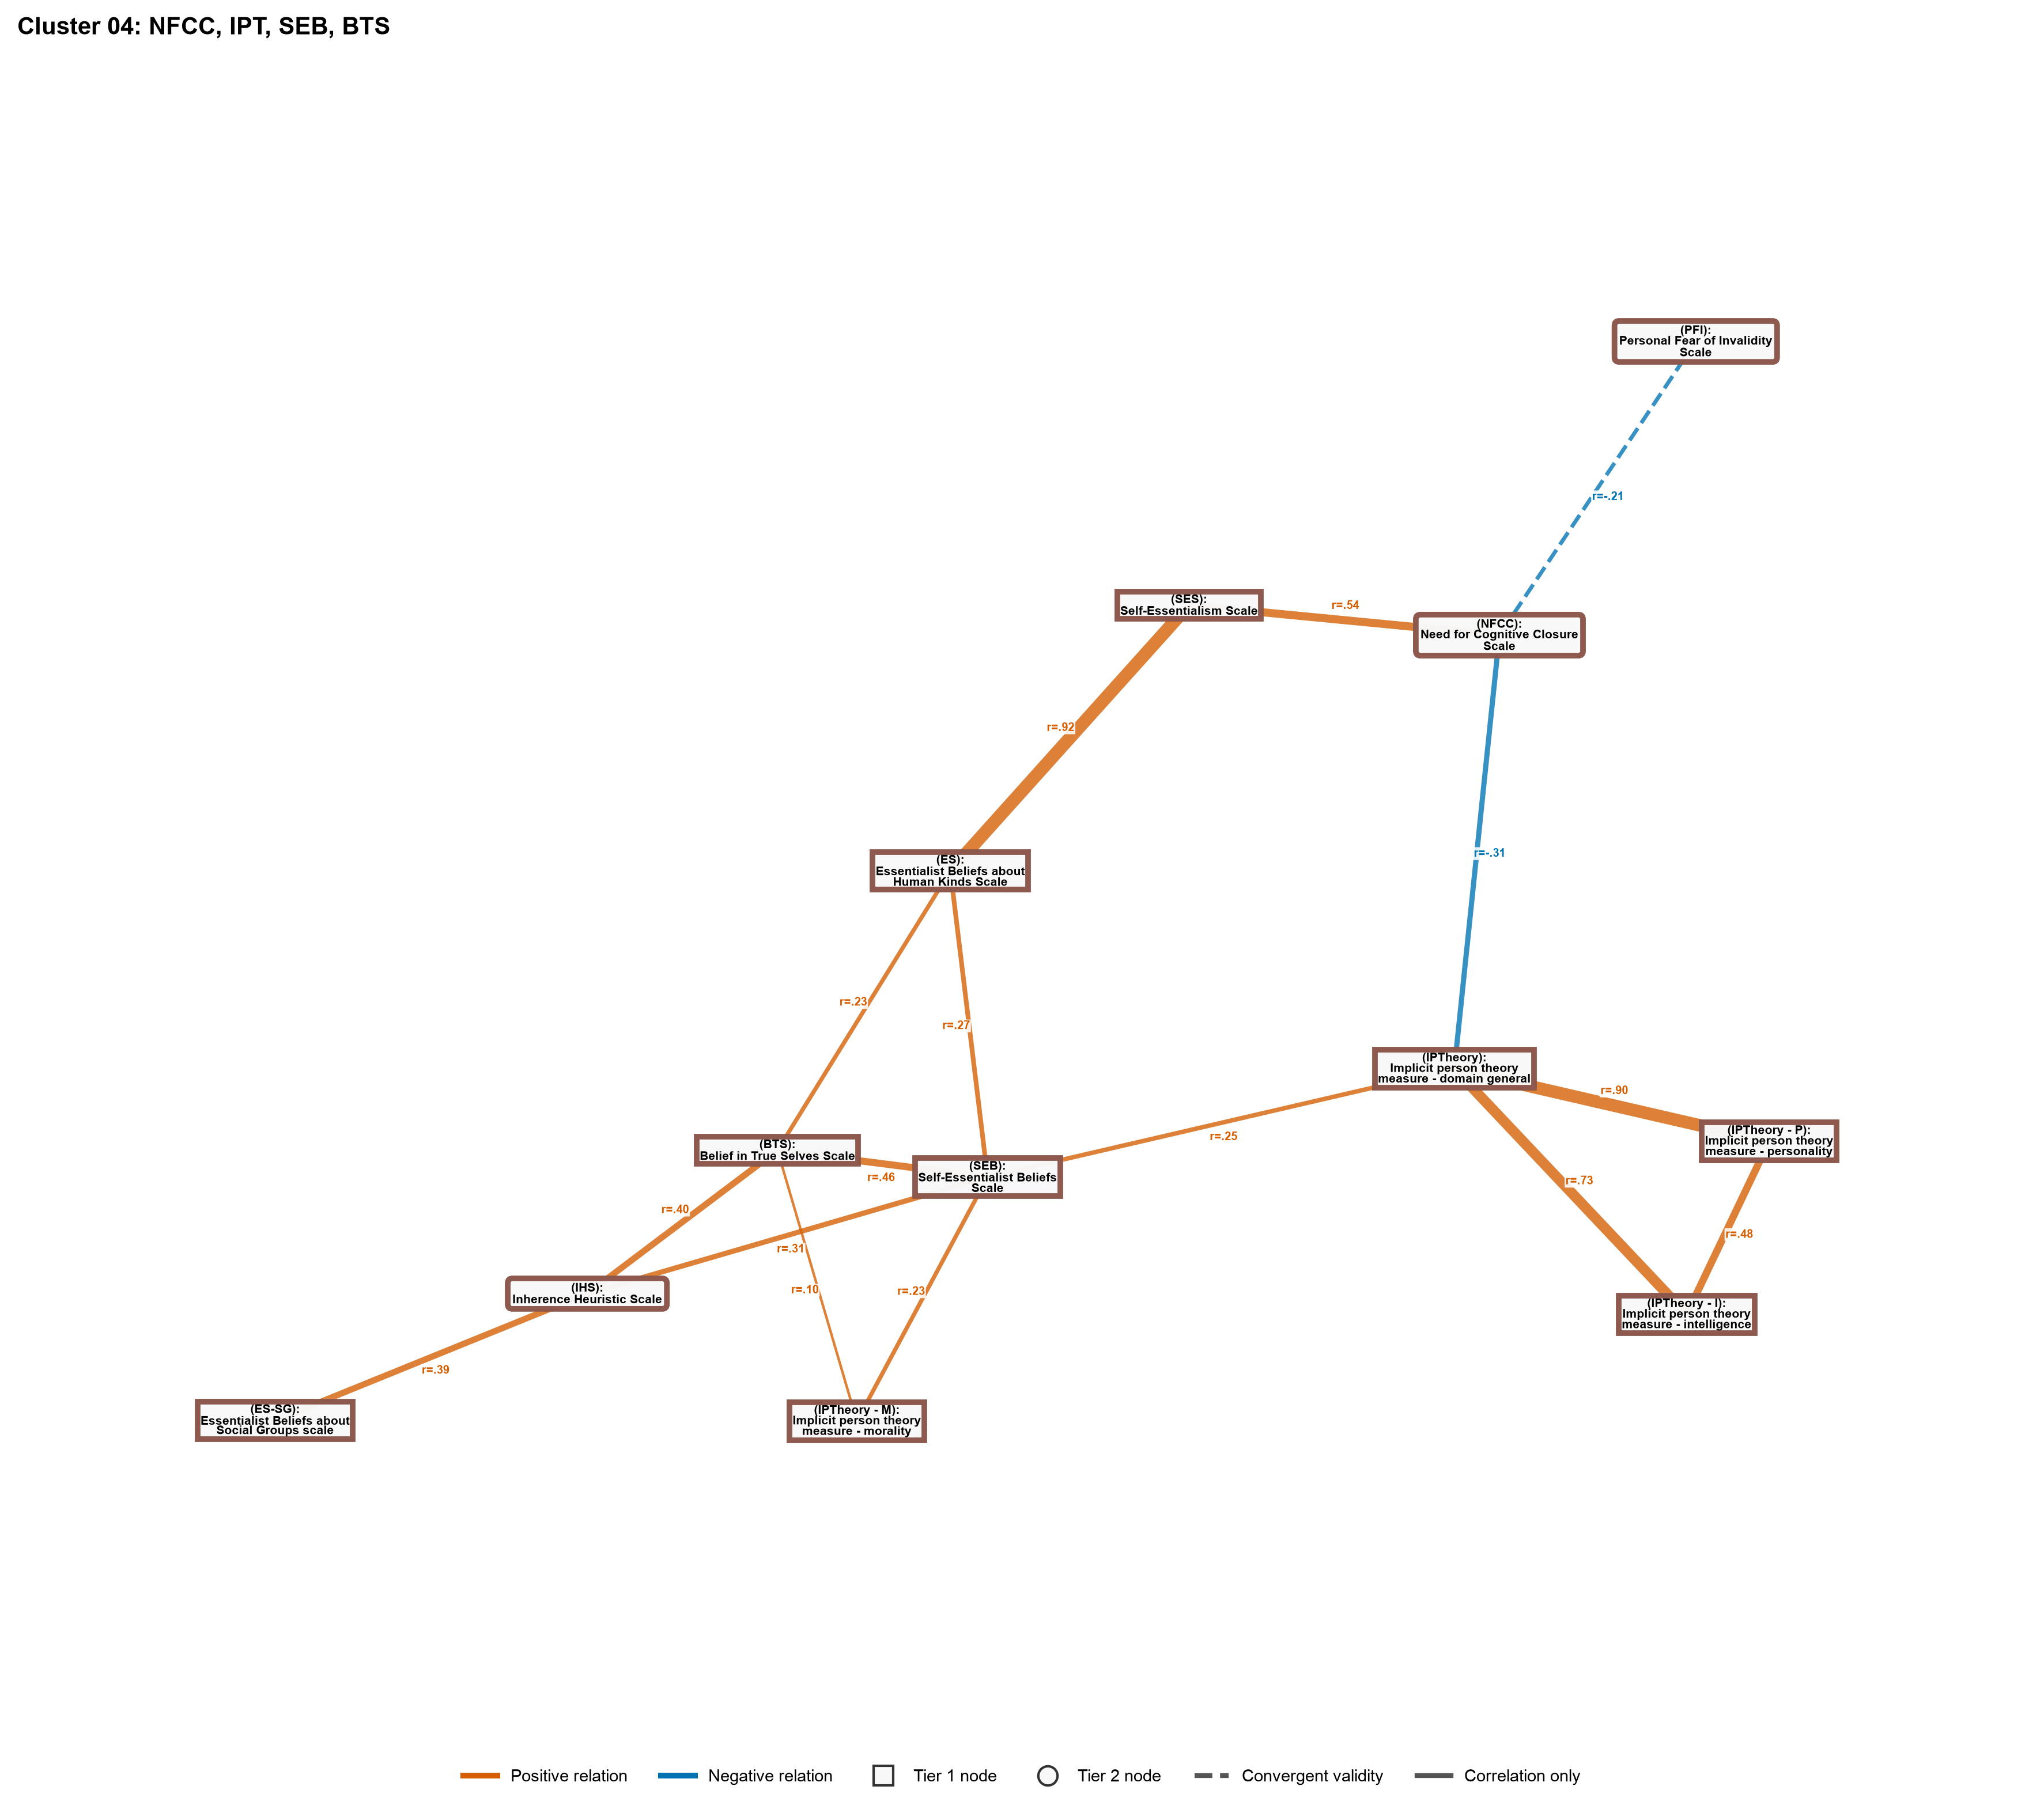 Cluster 04: NFCC, IPT, SEB, BTS
(PFI):
Personal Fear of Invalidity
Scale
r=-.21
(SES):
Self-Essentialism Scale
r=.54
(NFCC):
Need for Cognitive Closure
Scale
r=.92
r=-.31
(ES):
Essentialist Beliefs about
Human Kinds Scale
r=.23
r=.27
(IPTheory):
Implicit person theory
measure - domain general
r=.90
(IPTheory - P):
Implicit person theory
measure - personality
r=.25
(BTS):
Belief in True Selves Scale
r=.46
(SEB):
Self-Essentialist Beliefs
Scale
r=.73
r=.48
r=.40
r=.31
r=.10
r=.23
(IHS):
Inherence Heuristic Scale
(IPTheory - I):
Implicit person theory
measure - intelligence
r=.39
(ES-SG):
Essentialist Beliefs about
Social Groups scale
(IPTheory - M):
Implicit person theory
measure - morality
Positive relation
Negative relation
Tier 1 node
Tier 2 node
Convergent validity
Correlation only